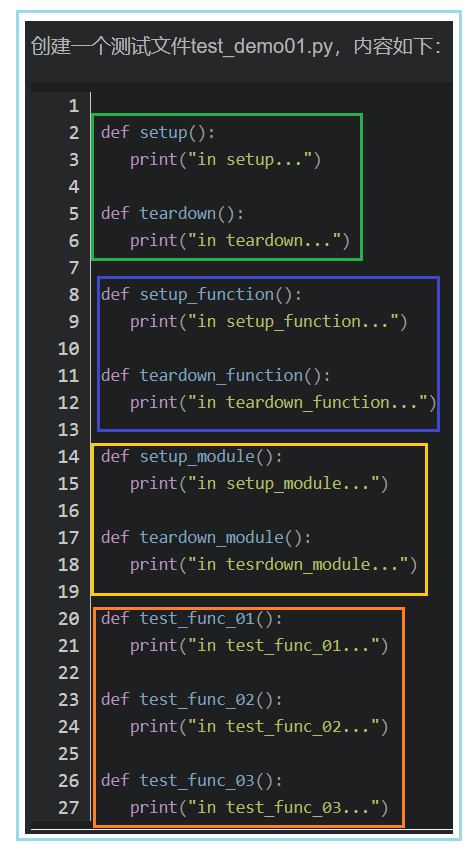 创建一个测试文件test_demo01.py，内容如下：
1
2 def setup():
3 print("in setup...")
4
5 def teardown():
6 print("in teardown...")
7
8 def setup_function():
9 print("in setup_function...")
10
11 def teardown_function():
12 print("in teardown_function...")
13
14 def setup_module():
15 print("in setup_module...")
16
17 def teardown_module():
18 print("in tesrdown_module...")
19
20 def test_func_01():
21 print("in test_func_01...")
22
23 def test_func_02():
24 print("in test_func_02...")
25
26 def test_func_03():
27 print("in test_func_03...")